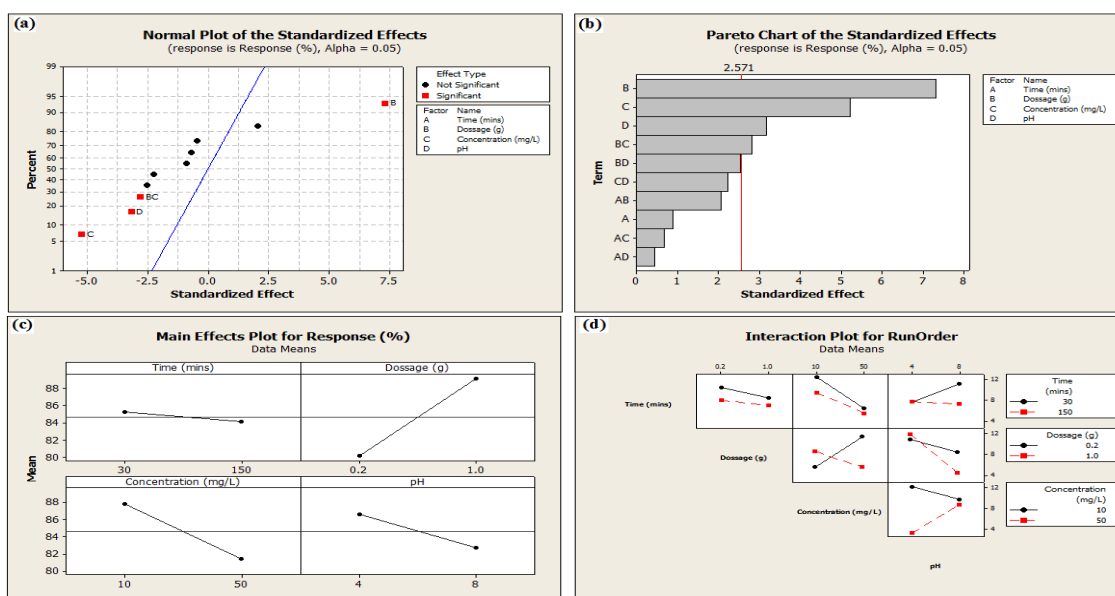 (a)
Normal Plot of the Standardized Effects
(response is Response (%), Alpha = 0.05)
99
95
90
80
70
60
50
40
30
20
10
5
1
Percent
B
BC
D
C
-5.0 -2.5 0.0 2.5 5.0 7.5
Standardized Effect
Effect Type
Not Significant
Significant
Factor Name
A Time (mins)
B Dossage (g)
C Concentration (mg/L)
D pH
(b)
Pareto Chart of the Standardized Effects
(response is Response (%), Alpha = 0.05)
2.571
Term
B
C
D
BC
BD
CD
AB
A
AC
AD
0 1 2 3 4 5 6 7 8
Standardized Effect
Factor Name
A Time (mins)
B Dossage (g)
C Concentration (mg/L)
D pH
(c)
Main Effects Plot for Response (%)
Data Means
Time (mins) Dossage (g)
88
86
84
82
80
30 150 0.2 1.0
Mean
Concentration (mg/L) pH
88
86
84
82
80
10 50 4 8
(d)
Interaction Plot for RunOrder
Data Means
0.2 1.0 10 50 4 8
Time (mins)
12
8
4
Time
(mins)
30
150
Dossage (g)
12
8
4
Dossage (g)
0.2
1.0
Concentration (mg/L)
12
8
4
Concentration
(mg/L)
10
50
pH